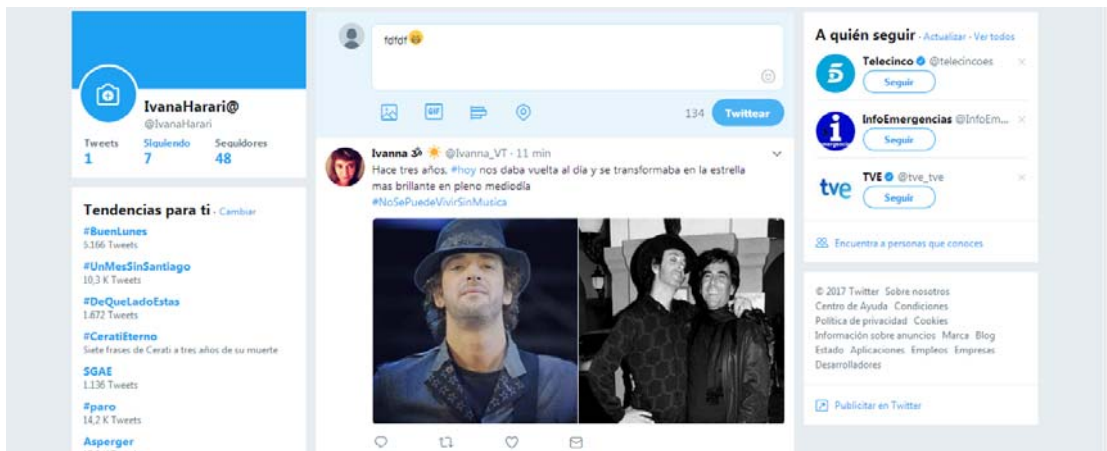 IvanaHarari@
@IvanaHarari
Tweets Siguiendo Seguidores
1 7 48
Tendencias para ti · Cambiar
#BuenLunes
5.166 Tweets
#UnMesSinSantiago
10,3 K Tweets
#DeQueLadoEstas
1.672 Tweets
#CeratiEterno
Siete frases de Cerati a tres años de su muerte
SGAE
1.136 Tweets
#paro
14,2 K Tweets
Asperger
fdfdf😁
GIF
134 Twittear
Ivanna 🕉 ☀ @Ivanna_VT · 11 min
Hace tres años, #hoy nos daba vuelta al día y se transformaba en la estrella
mas brillante en pleno mediodía
#NoSePuedeVivirSinMusica
A quién seguir · Actualizar · Ver todos
Telecinco @telecincoes
Seguir
InfoEmergencias @InfoEm...
Seguir
tve
TVE @tve_tve
Seguir
Encuentra a personas que conoces
© 2017 Twitter Sobre nosotros
Centro de Ayuda Condiciones
Política de privacidad Cookies
Información sobre anuncios Marca Blog
Estado Aplicaciones Empleos Empresas
Desarrolladores
Publicitar en Twitter